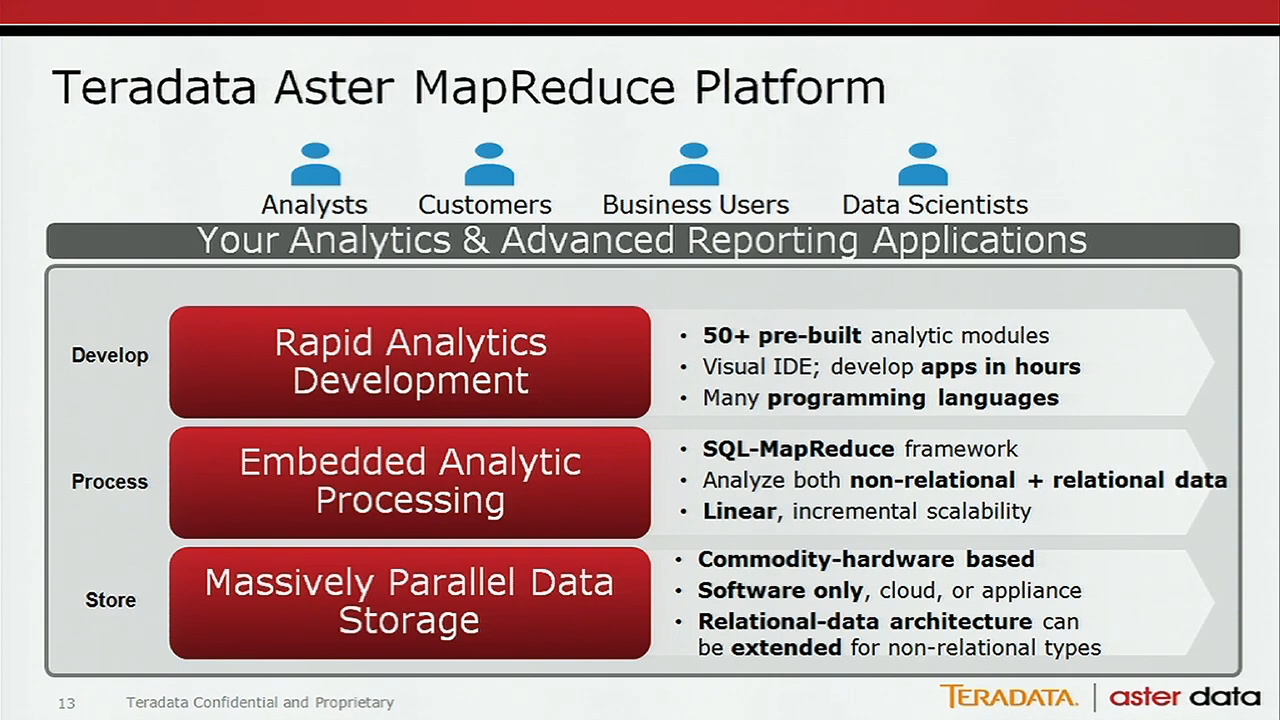 Teradata Aster MapReduce Platform
Analysts Customers Business Users Data Scientists
Your Analytics & Advanced Reporting Applications
Develop
Rapid Analytics
Development
• 50+ pre-built analytic modules
• Visual IDE; develop apps in hours
• Many programming languages
Process
Embedded Analytic
Processing
• SQL-MapReduce framework
• Analyze both non-relational + relational data
• Linear, incremental scalability
Store
Massively Parallel Data
Storage
• Commodity-hardware based
• Software only, cloud, or appliance
• Relational-data architecture can
be extended for non-relational types
13 Teradata Confidential and Proprietary
TERADATA. | aster data